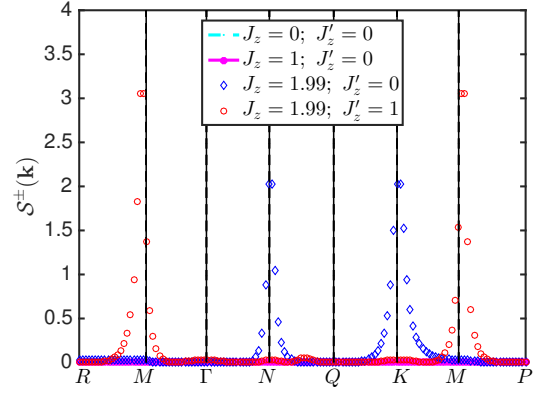 4
3.5
3
2.5
2
1.5
1
0.5
0
S±(k)
J_z = 0; J'_z = 0
J_z = 1; J'_z = 0
J_z = 1.99; J'_z = 0
J_z = 1.99; J'_z = 1
R M Γ N Q K M P